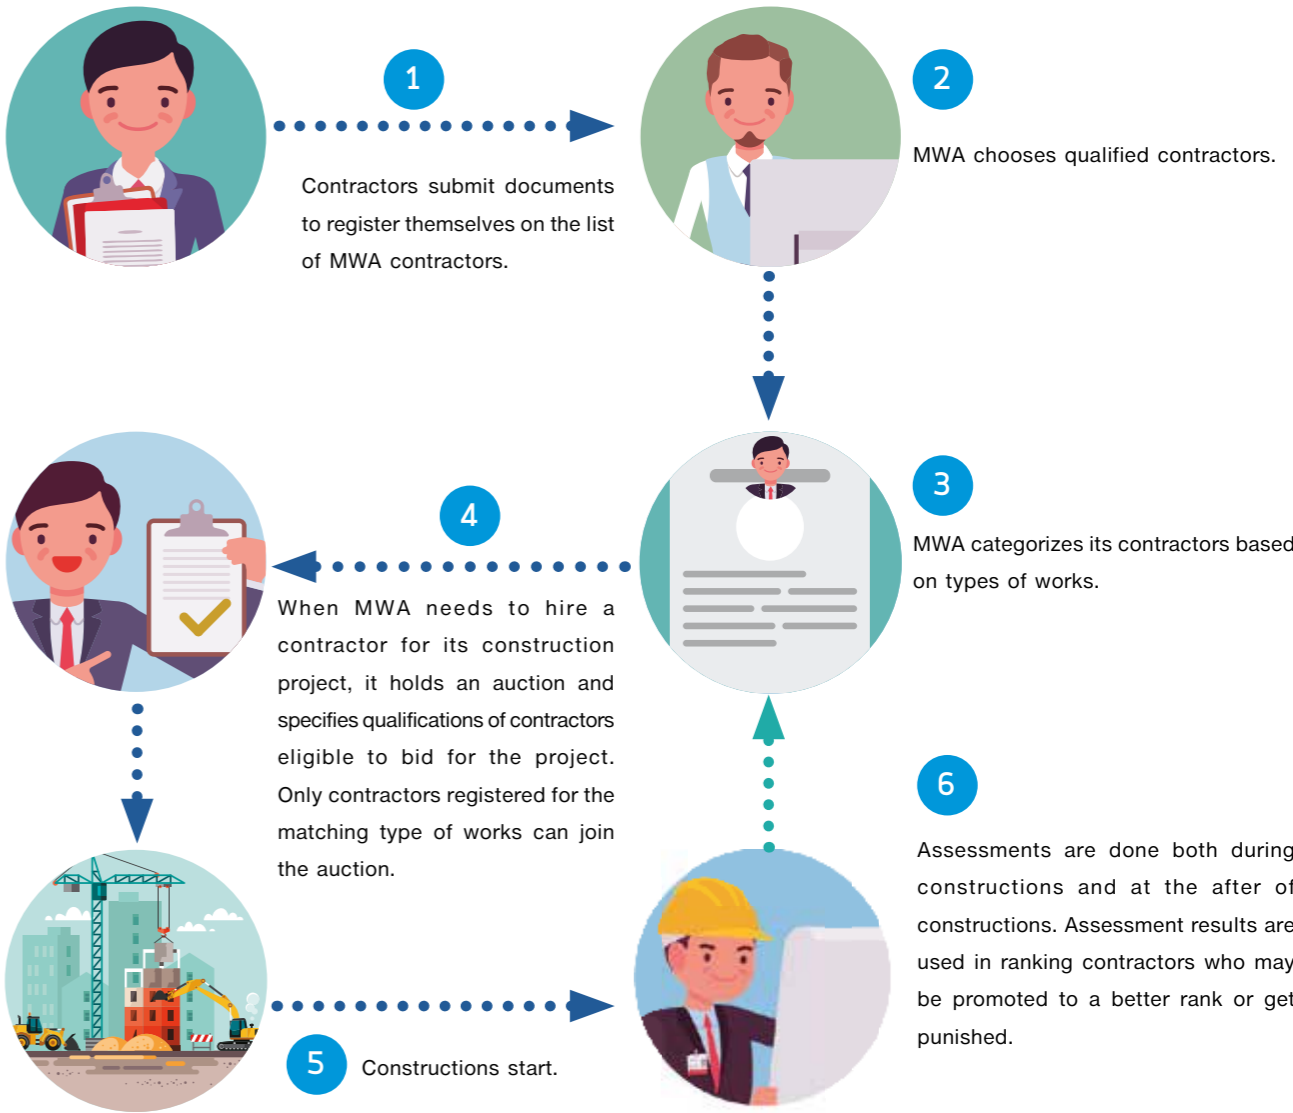 1
Contractors submit documents
to register themselves on the list
of MWA contractors.
2
MWA chooses qualified contractors.
3
MWA categorizes its contractors based
on types of works.
4
When MWA needs to hire a
contractor for its construction
project, it holds an auction and
specifies qualifications of contractors
eligible to bid for the project.
Only contractors registered for the
matching type of works can join
the auction.
5
Constructions start.
6
Assessments are done both during
constructions and at the after of
constructions. Assessment results are
used in ranking contractors who may
be promoted to a better rank or get
punished.